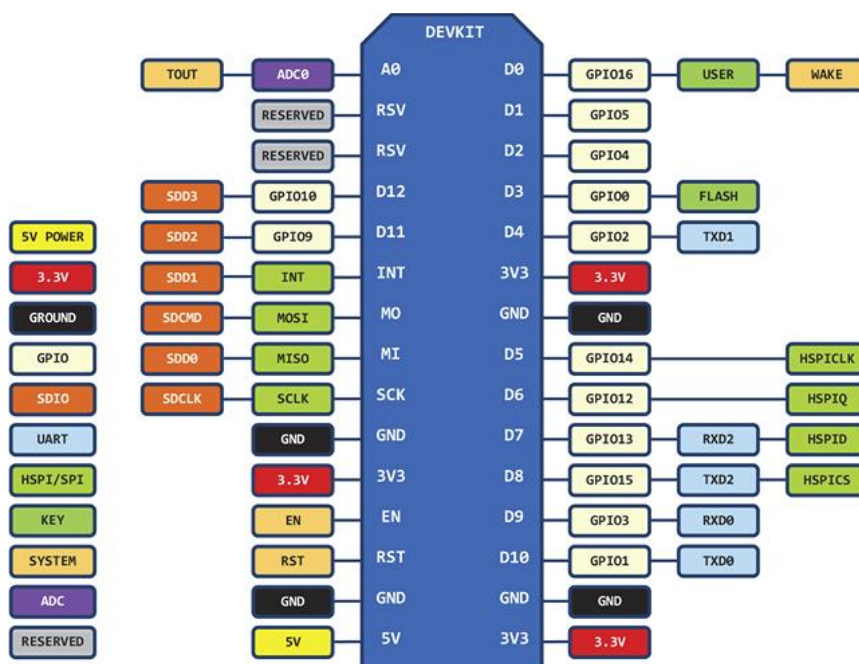 DEVKIT
TOUT ADC0 A0 D0 GPIO16 USER WAKE
RESERVED RSV D1 GPIO5
RESERVED RSV D2 GPIO4
SDD3 GPIO10 D12 D3 GPIO0 FLASH
5V POWER SDD2 GPIO9 D11 D4 GPIO2 TXD1
3.3V SDD1 INT INT 3V3 3.3V
GROUND SDCMD MOSI MO GND GND
GPIO SDD0 MISO MI D5 GPIO14 HSPICLK
SDIO SDCLK SCLK SCK D6 GPIO12 HSPIQ
UART GND GND D7 GPIO13 RXD2 HSPID
HSPI/SPI 3.3V 3V3 D8 GPIO15 TXD2 HSPICS
KEY EN EN D9 GPIO3 RXD0
SYSTEM RST RST D10 GPIO1 TXD0
ADC GND GND GND GND
RESERVED 5V 5V 3V3 3.3V